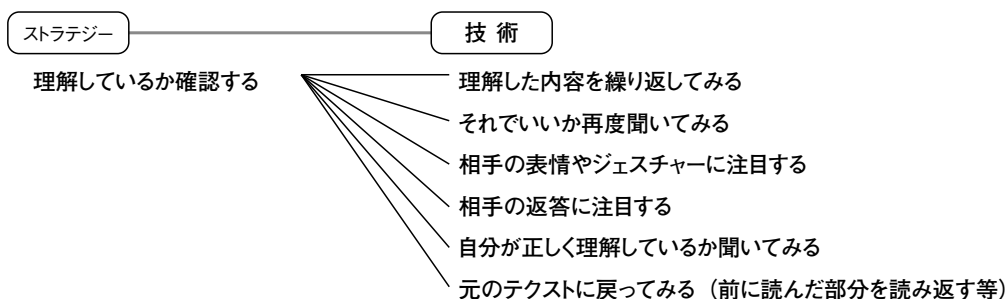 ストラテジー
技 術
理解しているか確認する
理解した内容を繰り返してみる
それでいいか再度聞いてみる
相手の表情やジェスチャーに注目する
相手の返答に注目する
自分が正しく理解しているか聞いてみる
元のテクストに戻ってみる（前に読んだ部分を読み返す等）